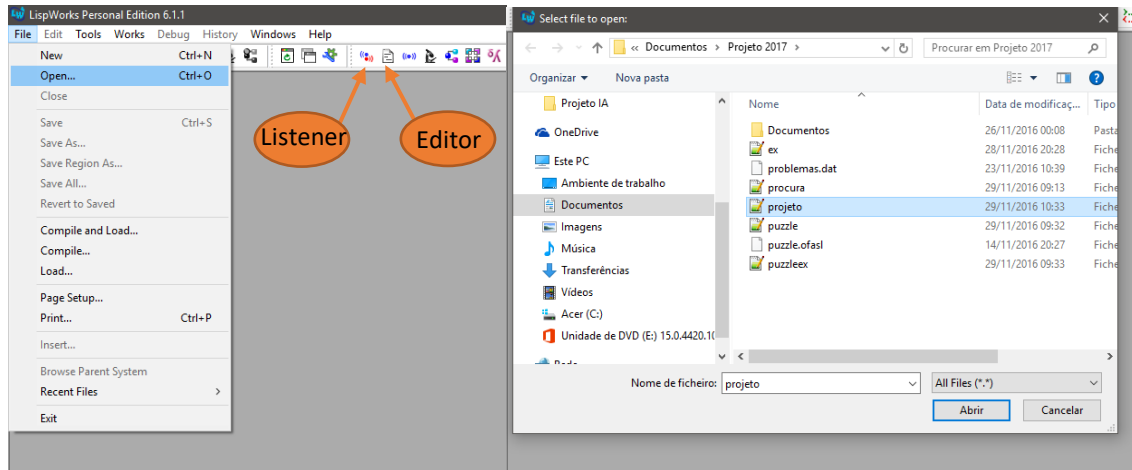 LispWorks Personal Edition 6.1.1
File Edit Tools Works Debug History Windows Help
New Ctrl+N
Open... Ctrl+O
Close
Save Ctrl+S
Save As...
Save Region As...
Save All...
Revert to Saved
Compile and Load...
Compile...
Load...
Page Setup...
Print... Ctrl+P
Insert...
Browse Parent System
Recent Files
Exit
Listener
Editor
Select file to open:
« Documentos Projeto 2017
Procurar em Projeto 2017
Organizar Nova pasta
Projeto IA
OneDrive
Este PC
Ambiente de trabalho
Documentos
Imagens
Música
Transferências
Vídeos
Acer (C:)
Unidade de DVD (E:) 15.0.4420.10
Nome Data de modificaç... Tipo
Documentos 26/11/2016 00:08 Pasta
ex 28/11/2016 20:28 Fiche
problemas.dat 23/11/2016 10:39 Fiche
procura 29/11/2016 09:13 Fiche
projeto 29/11/2016 10:33 Fiche
puzzle 29/11/2016 09:32 Fiche
puzzle.ofasl 14/11/2016 20:27 Fiche
puzzleex 29/11/2016 09:33 Fiche
Nome de ficheiro: projeto
All Files (*.*)
Abrir Cancelar